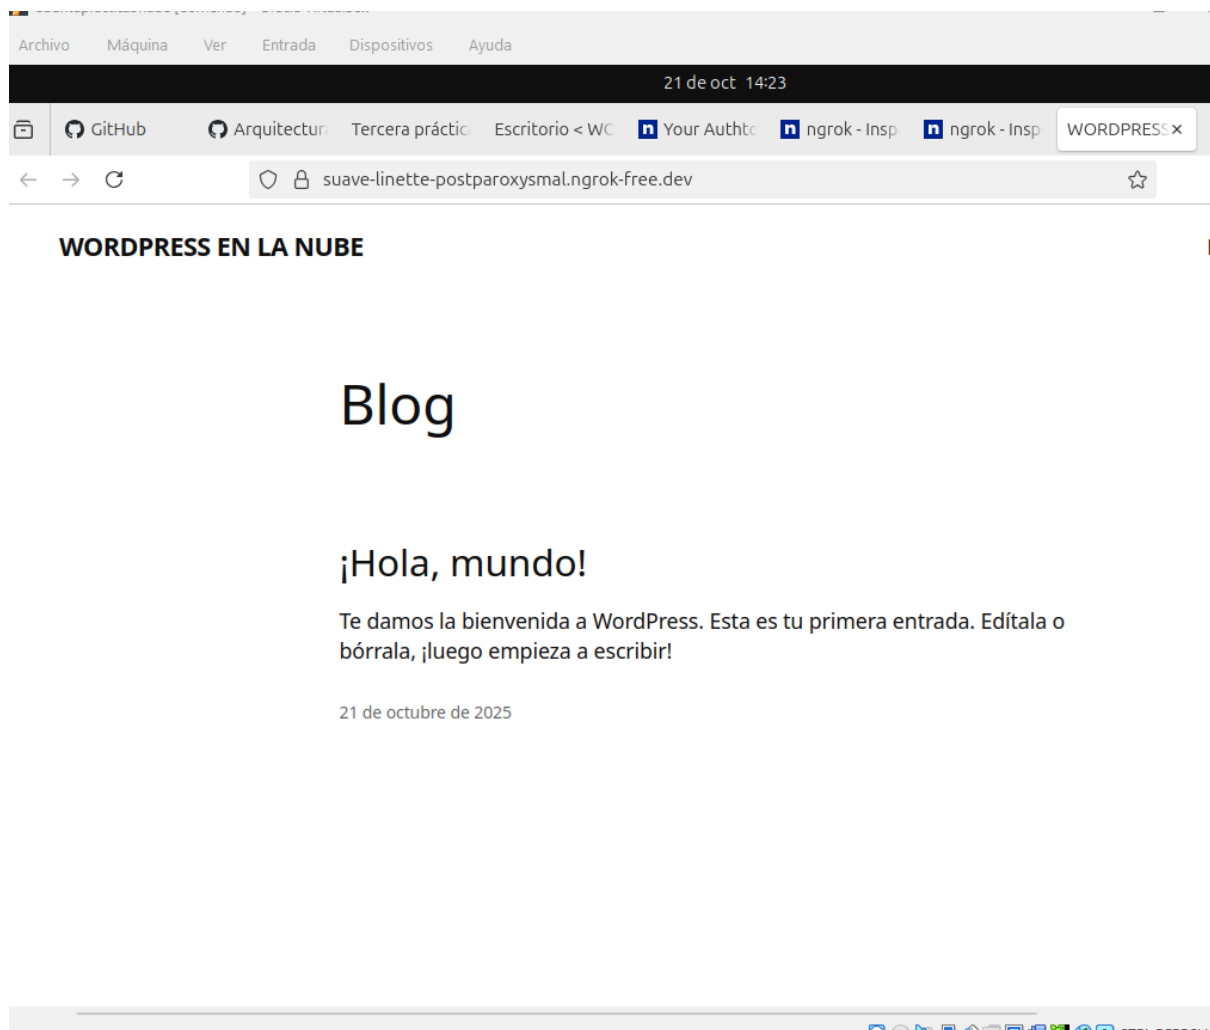 Archivo Máquina Ver Entrada Dispositivos Ayuda
21 de oct 14:23
GitHub Arquitectur Tercera práctic Escritorio < WC Your Authto ngrok - Insp ngrok - Insp WORDPRESS
suave-linette-postparoxysmal.ngrok-free.dev
WORDPRESS EN LA NUBE
Blog
¡Hola, mundo!
Te damos la bienvenida a WordPress. Esta es tu primera entrada. Edítala o
bórrala, ¡luego empieza a escribir!
21 de octubre de 2025